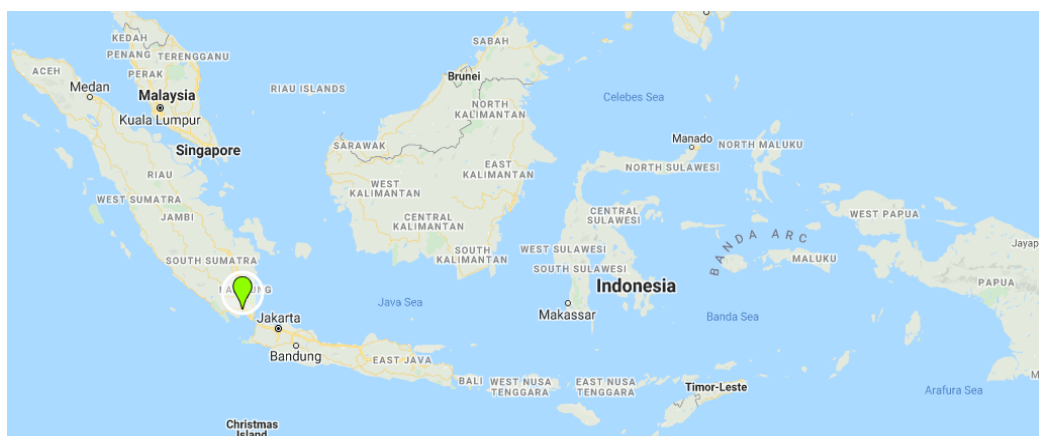 KEDAH
PENANG
TERENGGANU
SABAH
ACEH
PERAK
Medan
Malaysia
Brunei
RIAU ISLANDS
Celebes Sea
Kuala Lumpur
NORTH
KALIMANTAN
Singapore
SARAWAK
Manado
NORTH MALUKU
RIAU
EAST
KALIMANTAN
NORTH SULAWESI
WEST
KALIMANTAN
WEST SUMATRA
JAMBI
CENTRAL
KALIMANTAN
CENTRAL
SULAWESI
WEST PAPUA
BANDA ARC
SOUTH
KALIMANTAN
WEST SULAWESI
SOUTH SUMATRA
SOUTH SULAWESI
MALUKU
Jayap
PAPUA
Indonesia
Java Sea
Makassar
Banda Sea
Jakarta
Bandung
EAST JAVA
BALI
WEST NUSA
TENGGARA
EAST NUSA
TENGGARA
Timor-Leste
M
Arafura Sea
Christmas
Island